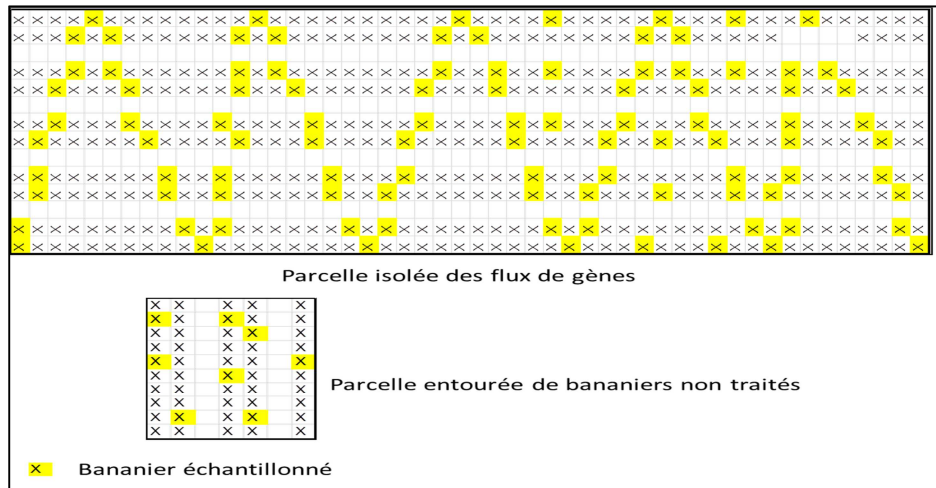 Parcelle isolée des flux de gènes
Parcelle entourée de bananiers non traités
× Bananier échantillonné